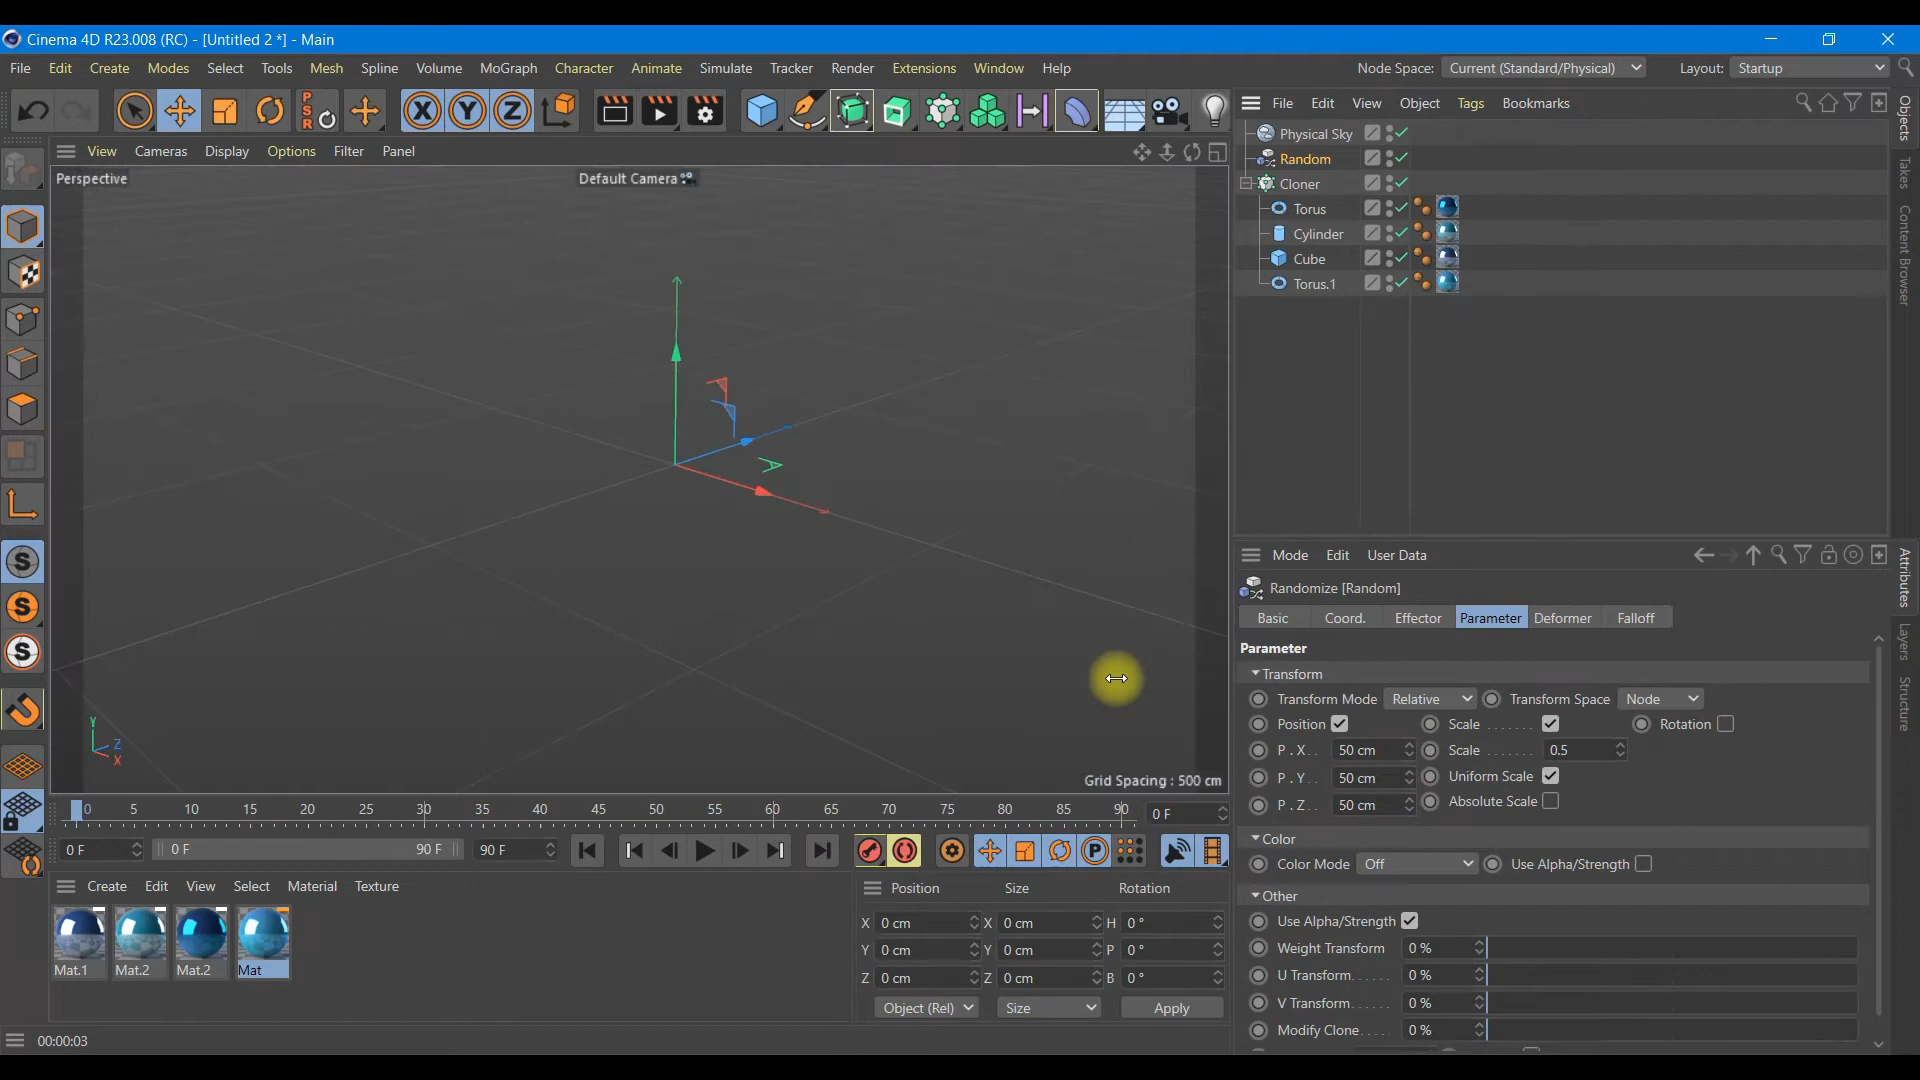 Cinema 4D R23.008 (RC) - [Untitled 2 *] - Main
File Edit Create Modes Select Tools Mesh Spline Volume MoGraph Character Animate Simulate Tracker Render Extensions Window Help Node Space: Current (Standard/Physical) Layout: Startup
P S R X Y Z
File Edit View Object Tags Bookmarks
View Cameras Display Options Filter Panel
Perspective Default Camera
Physical Sky
Random
Cloner
Torus
Cylinder
Cube
Torus.1
Objects
Takes
Content Browser
S
S
S
Y Z X
Grid Spacing : 500 cm
Mode Edit User Data
Randomize [Random]
Basic Coord. Effector Parameter Deformer Falloff
Parameter
Transform
Transform Mode Relative Transform Space Node
Position Scale ....... Rotation
P . X . . 50 cm Scale ....... 0.5
P . Y . . 50 cm Uniform Scale
P . Z . . 50 cm Absolute Scale
Color
Color Mode Off Use Alpha/Strength
Other
Use Alpha/Strength
Weight Transform 0 %
U Transform...... 0 %
V Transform...... 0 %
Modify Clone.... 0 %
Attributes
Layers
Structure
0 5 10 15 20 25 30 35 40 45 50 55 60 65 70 75 80 85 90 0 F
0 F 0 F 90 F 90 F P
Create Edit View Select Material Texture
Mat.1 Mat.2 Mat.2 Mat
Position Size Rotation
X 0 cm X 0 cm H 0 °
Y 0 cm Y 0 cm P 0 °
Z 0 cm Z 0 cm B 0 °
Object (Rel) Size Apply
00:00:03